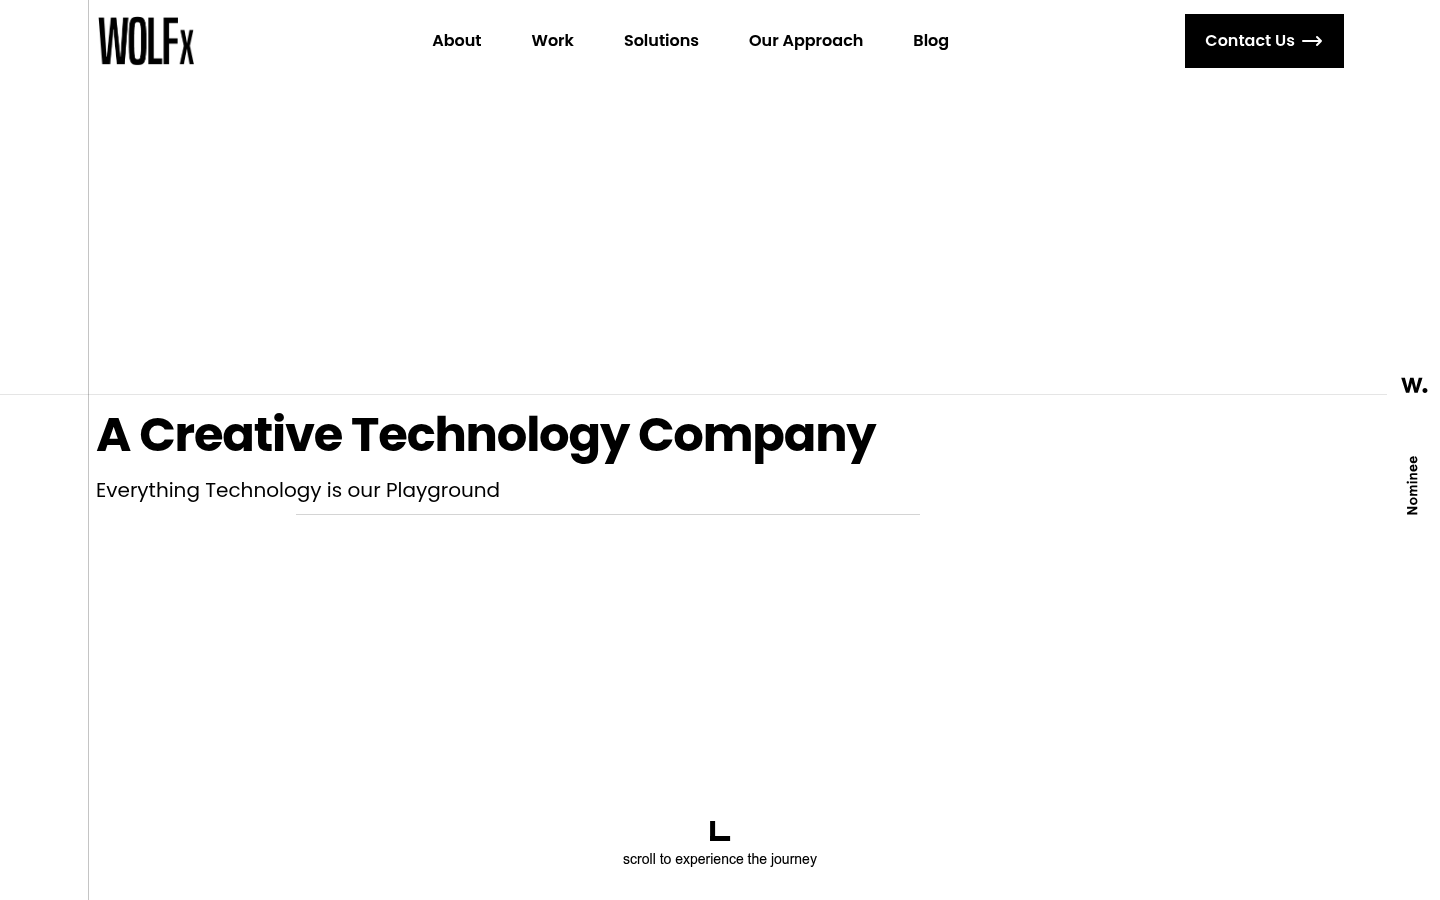 WOLFx
About
Work
Solutions
Our Approach
Blog
Contact Us
W.
A Creative Technology Company
Everything Technology is our Playground
Nominee
scroll to experience the journey